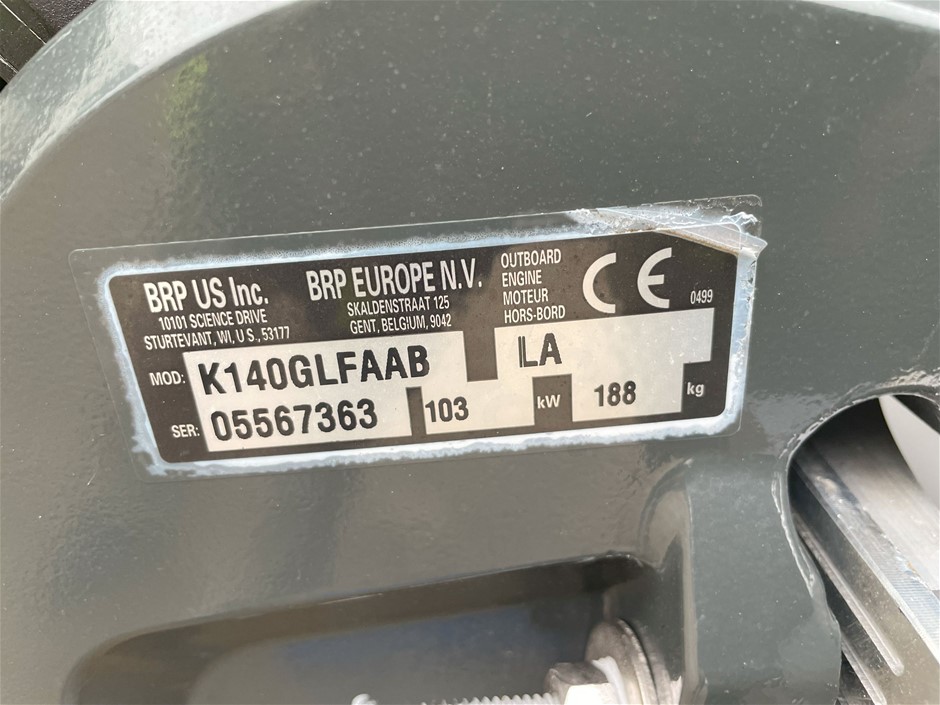 BRP US Inc.
10101 SCIENCE DRIVE
STURTEVANT, WI, U S., 53177
BRP EUROPE N.V.
SKALDENSTRAAT 125
GENT, BELGIUM, 9042
OUTBOARD
ENGINE
MOTEUR
HORS-BORD
CE
0499
MOD: K140GLFAAB LA
SER: 05567363 103 kW 188 kg